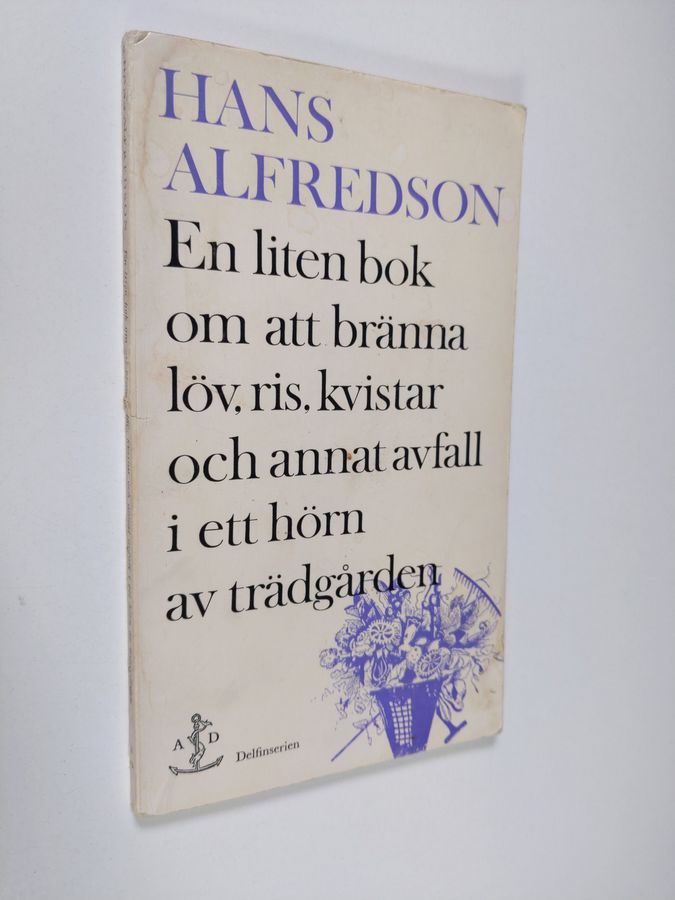 HANS
ALFREDSON
En liten bok
om att bränna
löv, ris, kvistar
och annat avfall
i ett hörn
av trädgården
A D
Delfinserien